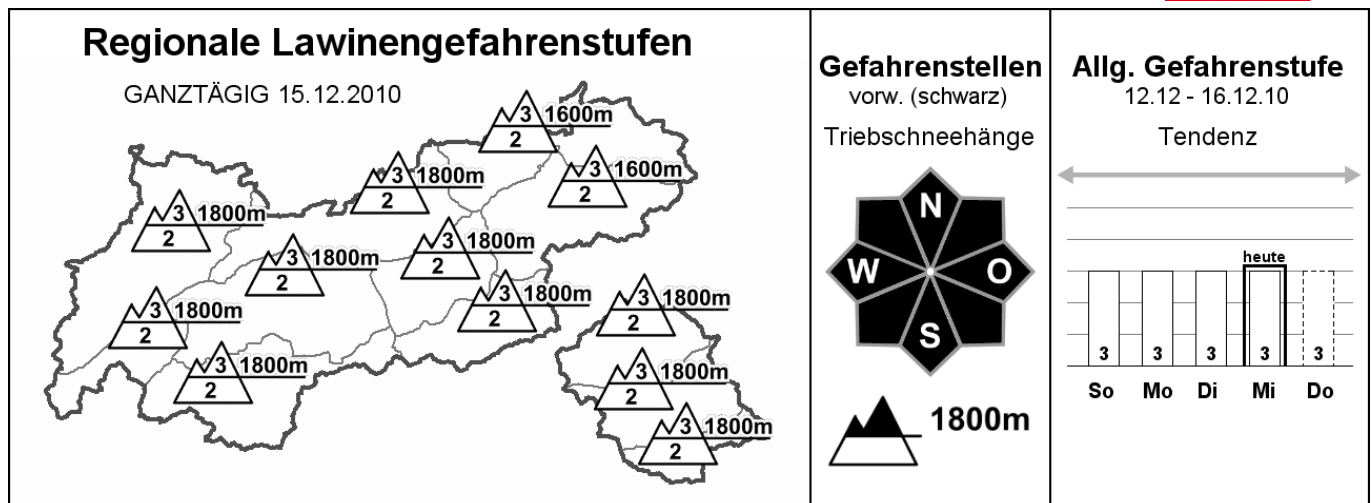 Regionale Lawinengefahrenstufen
GANZTÄGIG 15.12.2010
3 1600m
2
3 1600m
2
3 1800m
2
3 1800m
2
3 1800m
2
3 1800m
2
3 1800m
2
3 1800m
2
3 1800m
2
3 1800m
2
3 1800m
2
3 1800m
2
Gefahrenstellen
vorw. (schwarz)
Triebschneehänge
N
W O
S
1800m
Allg. Gefahrenstufe
12.12 - 16.12.10
Tendenz
heute
3 3 3 3 3
So Mo Di Mi Do